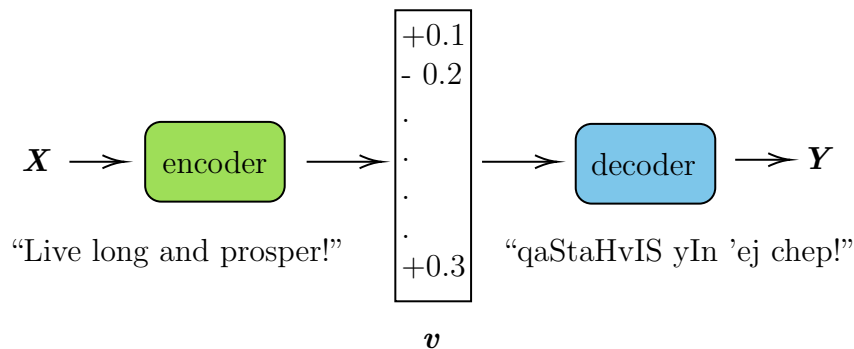 +0.1
- 0.2
.
.
.
.
+0.3
X
encoder
decoder
Y
“Live long and prosper!”
“qaStaHvIS yIn ’ej chep!”
v